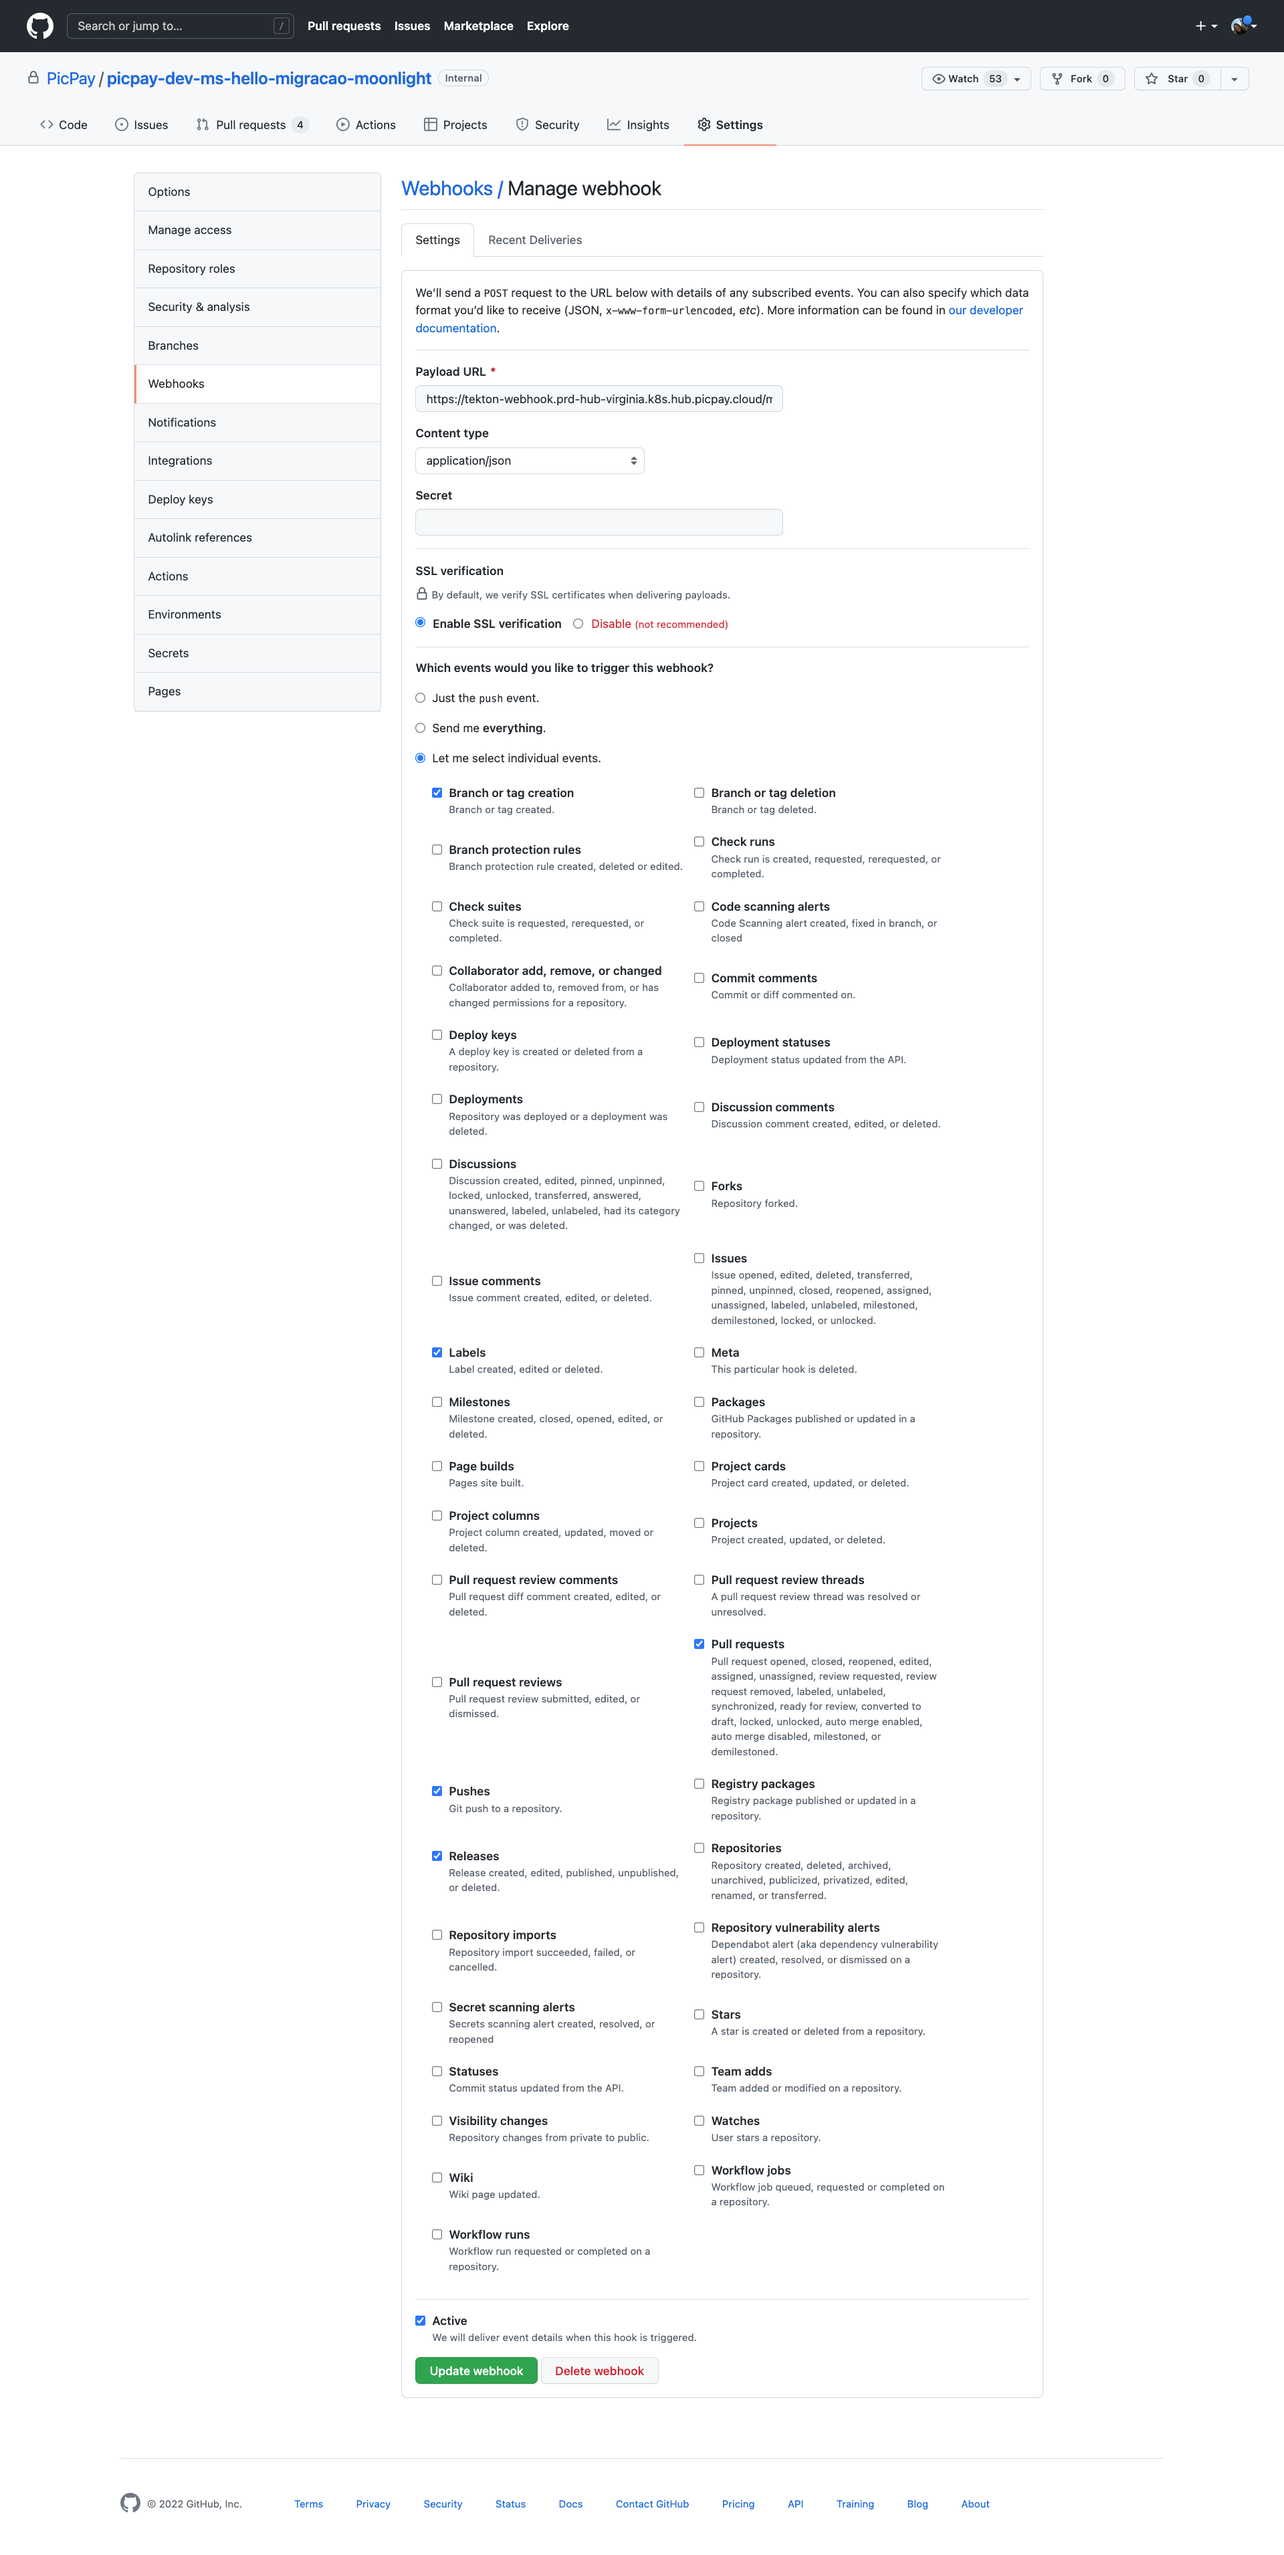 Search or jump to...
/
Pull requests Issues Marketplace Explore
PicPay / picpay-dev-ms-hello-migracao-moonlight Internal
Watch 53
Fork 0
Star 0
Code Issues Pull requests 4 Actions Projects Security Insights Settings
Options
Manage access
Repository roles
Security & analysis
Branches
Webhooks
Notifications
Integrations
Deploy keys
Autolink references
Actions
Environments
Secrets
Pages
Webhooks / Manage webhook
Settings Recent Deliveries
We'll send a POST request to the URL below with details of any subscribed events. You can also specify which data
format you'd like to receive (JSON, x-www-form-urlencoded, etc). More information can be found in our developer
documentation.
Payload URL *
https://tekton-webhook.prd-hub-virginia.k8s.hub.picpay.cloud/
Content type
application/json
Secret
SSL verification
By default, we verify SSL certificates when delivering payloads.
Enable SSL verification Disable (not recommended)
Which events would you like to trigger this webhook?
Just the push event.
Send me everything.
Let me select individual events.
Branch or tag creation
Branch or tag created.
Branch or tag deletion
Branch or tag deleted.
Branch protection rules
Branch protection rule created, deleted or edited.
Check runs
Check run is created, requested, rerequested, or
completed.
Check suites
Check suite is requested, rerequested, or
completed.
Code scanning alerts
Code Scanning alert created, fixed in branch, or
closed
Collaborator add, remove, or changed
Collaborator added to, removed from, or has
changed permissions for a repository.
Commit comments
Commit or diff commented on.
Deploy keys
A deploy key is created or deleted from a
repository.
Deployment statuses
Deployment status updated from the API.
Deployments
Repository was deployed or a deployment was
deleted.
Discussion comments
Discussion comment created, edited, or deleted.
Discussions
Discussion created, edited, pinned, unpinned,
locked, unlocked, transferred, answered,
unanswered, labeled, unlabeled, had its category
changed, or was deleted.
Forks
Repository forked.
Issue comments
Issue comment created, edited, or deleted.
Issues
Issue opened, edited, deleted, transferred,
pinned, unpinned, closed, reopened, assigned,
unassigned, labeled, unlabeled, milestoned,
demilestoned, locked, or unlocked.
Labels
Label created, edited or deleted.
Meta
This particular hook is deleted.
Milestones
Milestone created, closed, opened, edited, or
deleted.
Packages
GitHub Packages published or updated in a
repository.
Page builds
Pages site built.
Project cards
Project card created, updated, or deleted.
Project columns
Project column created, updated, moved or
deleted.
Projects
Project created, updated, or deleted.
Pull request review comments
Pull request diff comment created, edited, or
deleted.
Pull request review threads
A pull request review thread was resolved or
unresolved.
Pull request reviews
Pull request review submitted, edited, or
dismissed.
Pull requests
Pull request opened, closed, reopened, edited,
assigned, unassigned, review requested, review
request removed, labeled, unlabeled,
synchronized, ready for review, converted to
draft, locked, unlocked, auto merge enabled,
auto merge disabled, milestoned, or
demilestoned.
Pushes
Git push to a repository.
Registry packages
Registry package published or updated in a
repository.
Releases
Release created, edited, published, unpublished,
or deleted.
Repositories
Repository created, deleted, archived,
unarchived, publicized, privatized, edited,
renamed, or transferred.
Repository imports
Repository import succeeded, failed, or
cancelled.
Repository vulnerability alerts
Dependabot alert (aka dependency vulnerability
alert) created, resolved, or dismissed on a
repository.
Secret scanning alerts
Secrets scanning alert created, resolved, or
reopened
Stars
A star is created or deleted from a repository.
Statuses
Commit status updated from the API.
Team adds
Team added or modified on a repository.
Visibility changes
Repository changes from private to public.
Watches
User stars a repository.
Wiki
Wiki page updated.
Workflow jobs
Workflow job queued, requested or completed on
a repository.
Workflow runs
Workflow run requested or completed on a
repository.
Active
We will deliver event details when this hook is triggered.
Update webhook Delete webhook
© 2022 GitHub, Inc. Terms Privacy Security Status Docs Contact GitHub Pricing API Training Blog About